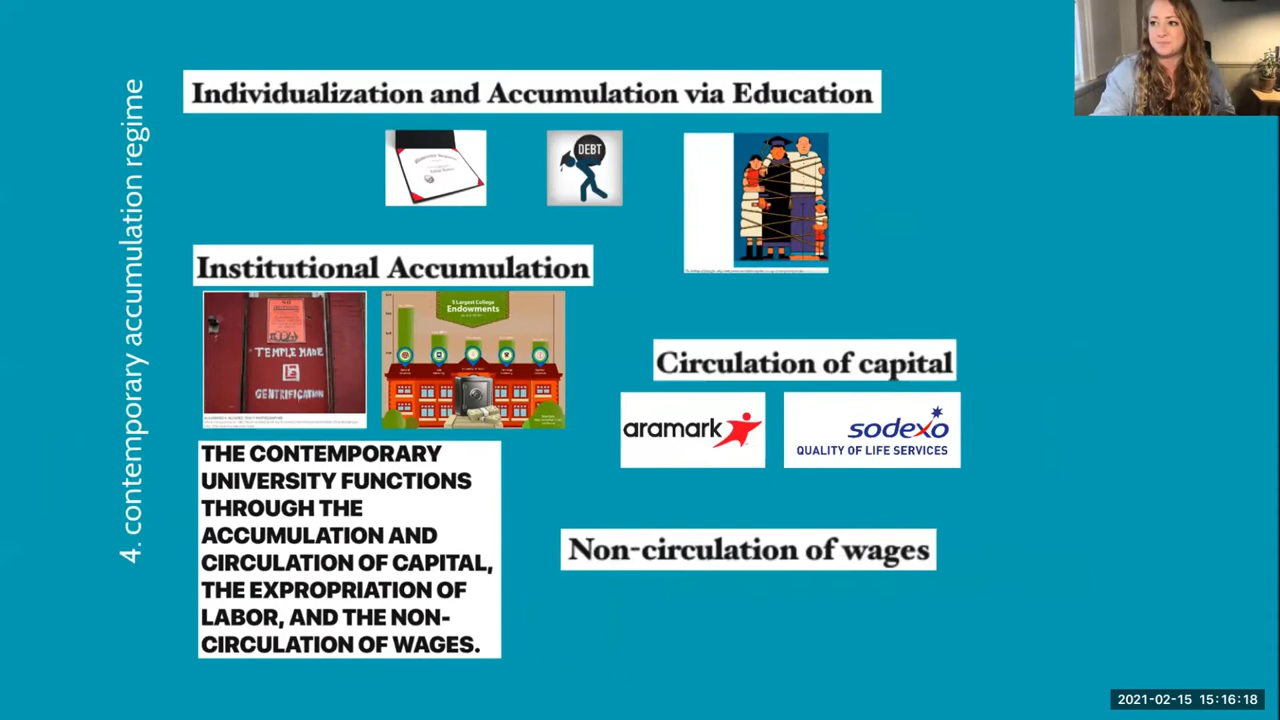 4. contemporary accumulation regime
Individualization and Accumulation via Education
DEBT
Institutional Accumulation
TEMPLE MADE
GENTRIFICATION
5 Largest College
Endowments
Circulation of capital
aramark
sodexo
QUALITY OF LIFE SERVICES
THE CONTEMPORARY
UNIVERSITY FUNCTIONS
THROUGH THE
ACCUMULATION AND
CIRCULATION OF CAPITAL,
THE EXPROPRIATION OF
LABOR, AND THE NON-
CIRCULATION OF WAGES.
Non-circulation of wages
2021-02-15 15:16:18